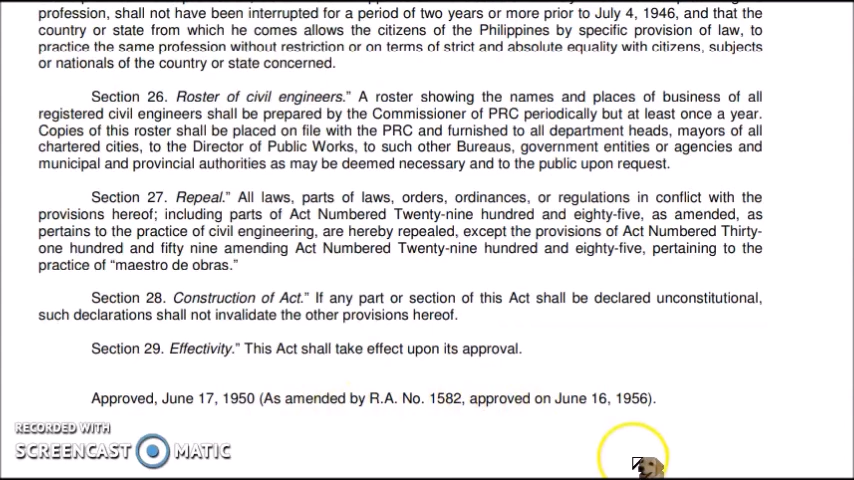 profession, shall not have been interrupted for a period of two years or more prior to July 4, 1946, and that the
country or state from which he comes allows the citizens of the Philippines by specific provision of law, to
practice the same profession without restriction or on terms of strict and absolute equality with citizens, subjects
or nationals of the country or state concerned.
Section 26. Roster of civil engineers.” A roster showing the names and places of business of all
registered civil engineers shall be prepared by the Commissioner of PRC periodically but at least once a year.
Copies of this roster shall be placed on file with the PRC and furnished to all department heads, mayors of all
chartered cities, to the Director of Public Works, to such other Bureaus, government entities or agencies and
municipal and provincial authorities as may be deemed necessary and to the public upon request.
Section 27. Repeal.” All laws, parts of laws, orders, ordinances, or regulations in conflict with the
provisions hereof; including parts of Act Numbered Twenty-nine hundred and eighty-five, as amended, as
pertains to the practice of civil engineering, are hereby repealed, except the provisions of Act Numbered Thirty-
one hundred and fifty nine amending Act Numbered Twenty-nine hundred and eighty-five, pertaining to the
practice of “maestro de obras.”
Section 28. Construction of Act.” If any part or section of this Act shall be declared unconstitutional,
such declarations shall not invalidate the other provisions hereof.
Section 29. Effectivity.” This Act shall take effect upon its approval.
Approved, June 17, 1950 (As amended by R.A. No. 1582, approved on June 16, 1956).
RECORDED WITH
SCREENCAST MATIC